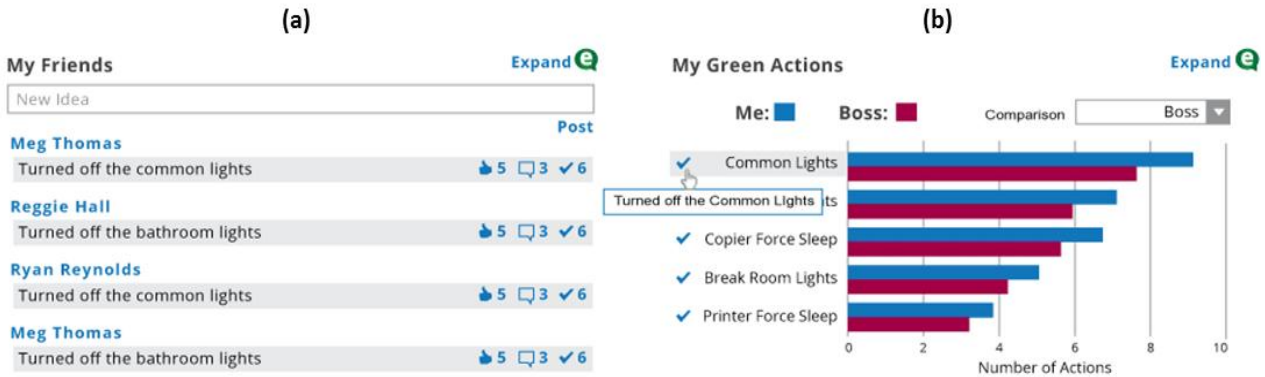 (a)
My Friends
Expand e
New Idea
Post
Meg Thomas
Turned off the common lights 5 3 6
Reggie Hall
Turned off the bathroom lights 5 3 6
Ryan Reynolds
Turned off the common lights 5 3 6
Meg Thomas
Turned off the bathroom lights 5 3 6
(b)
My Green Actions
Expand e
Me: Boss: Comparison Boss
Common Lights
Turned off the Common Lights
Copier Force Sleep
Break Room Lights
Printer Force Sleep
0 2 4 6 8 10
Number of Actions